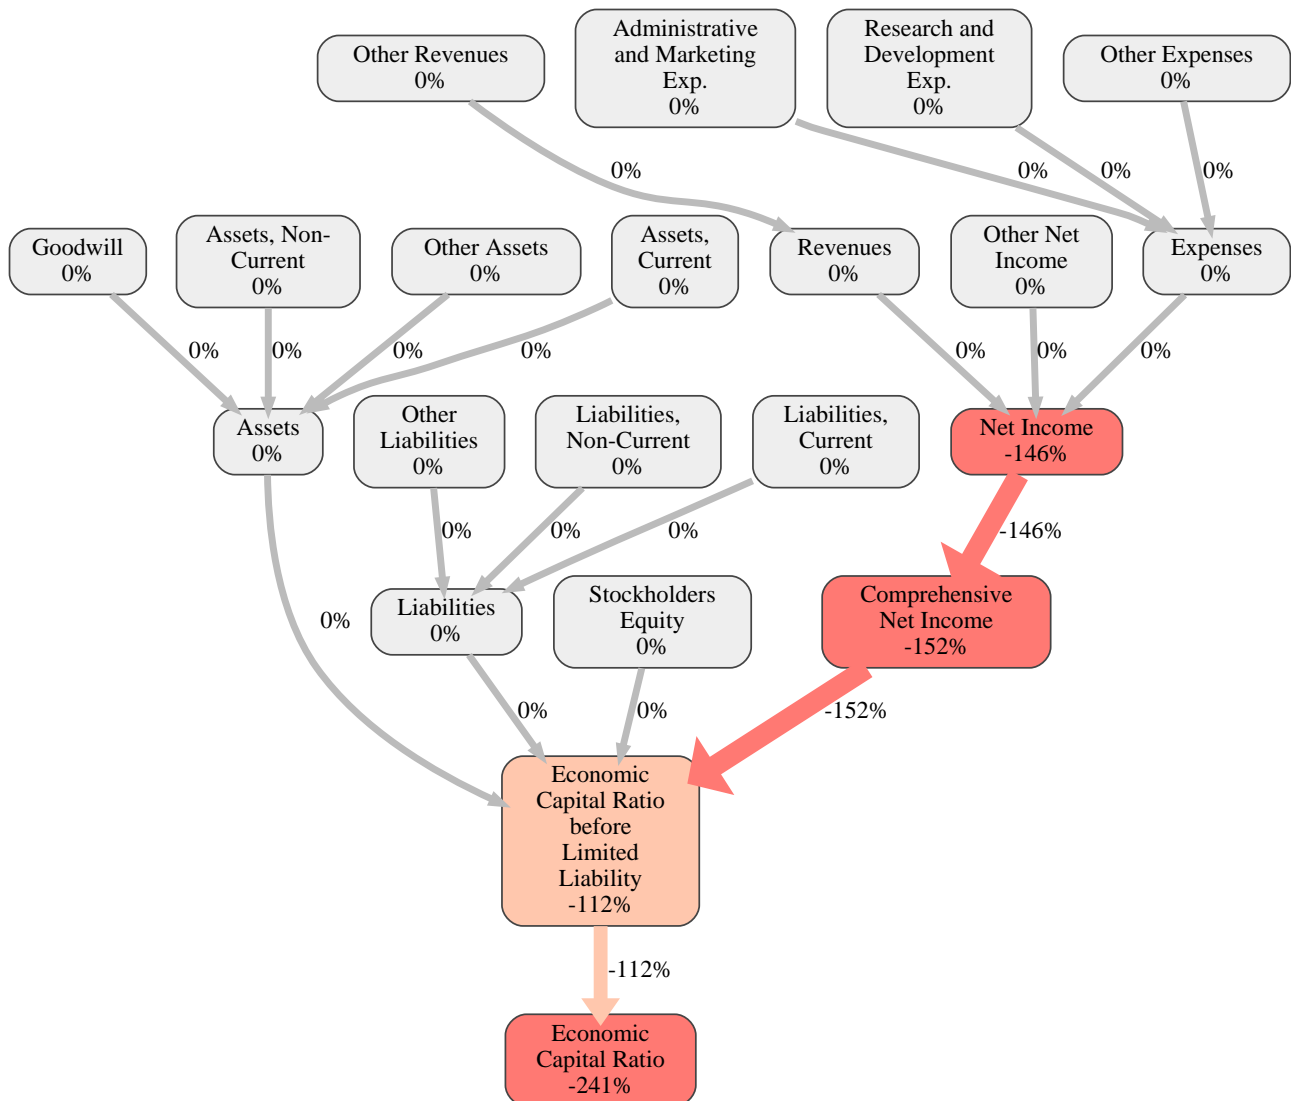 Other Revenues
0%
Administrative
and Marketing
Exp.
0%
Research and
Development
Exp.
0%
Other Expenses
0%
0%
0%
0%
0%
Goodwill
0%
Assets, Non-
Current
0%
Other Assets
0%
Assets,
Current
0%
Revenues
0%
Other Net
Income
0%
Expenses
0%
0%
0%
0%
0%
0%
0%
0%
Assets
0%
Other
Liabilities
0%
Liabilities,
Non-Current
0%
Liabilities,
Current
0%
Net Income
-146%
0%
0%
0%
-146%
0%
Liabilities
0%
Stockholders
Equity
0%
Comprehensive
Net Income
-152%
0%
0%
-152%
Economic
Capital Ratio
before
Limited
Liability
-112%
-112%
Economic
Capital Ratio
-241%